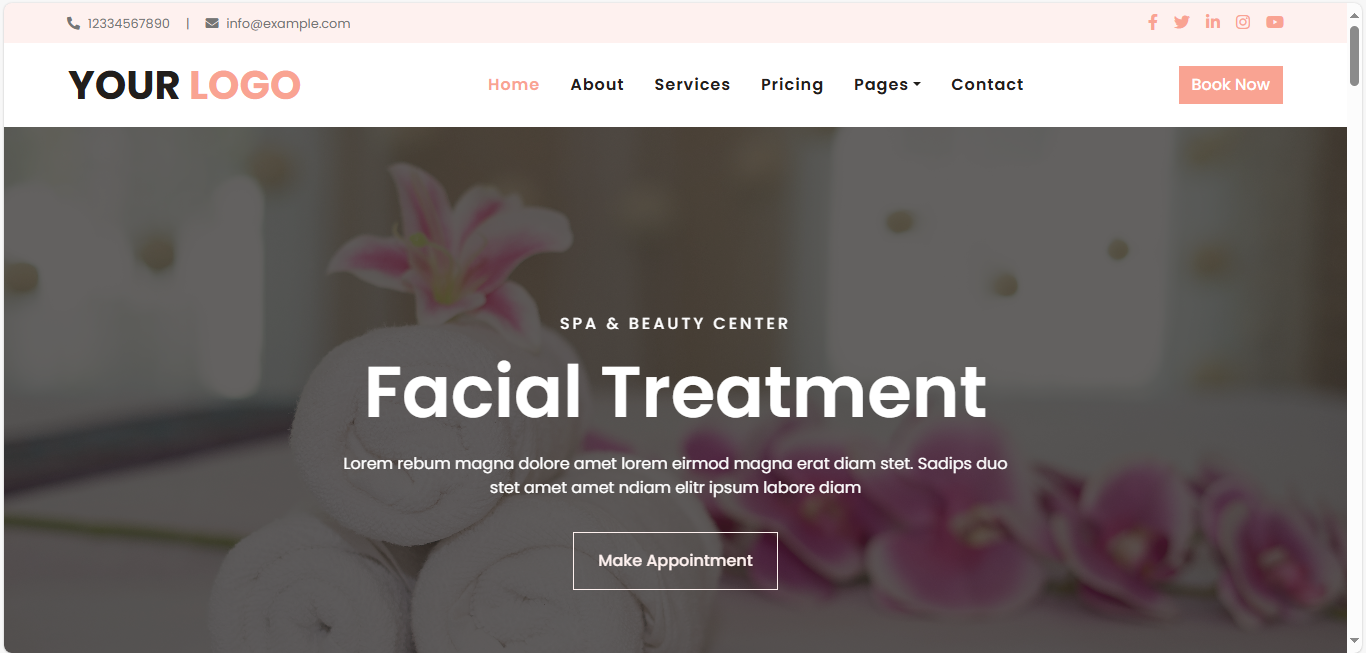 12334567890 | info@example.com
YOUR LOGO
Home About Services Pricing Pages Contact
Book Now
SPA & BEAUTY CENTER
Facial Treatment
Lorem rebum magna dolore amet lorem eirmod magna erat diam stet. Sadips duo
stet amet amet ndiam elitr ipsum labore diam
Make Appointment